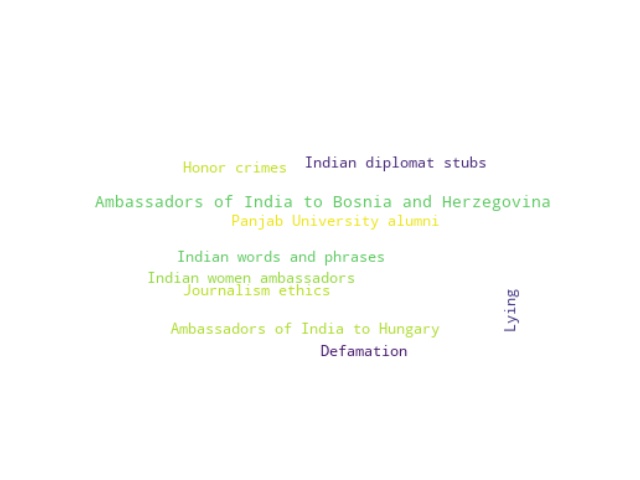 Indian diplomat stubs
Honor crimes
Ambassadors of India to Bosnia and Herzegovina
Panjab University alumni
Indian words and phrases
Indian women ambassadors
Journalism ethics
Lying
Ambassadors of India to Hungary
Defamation